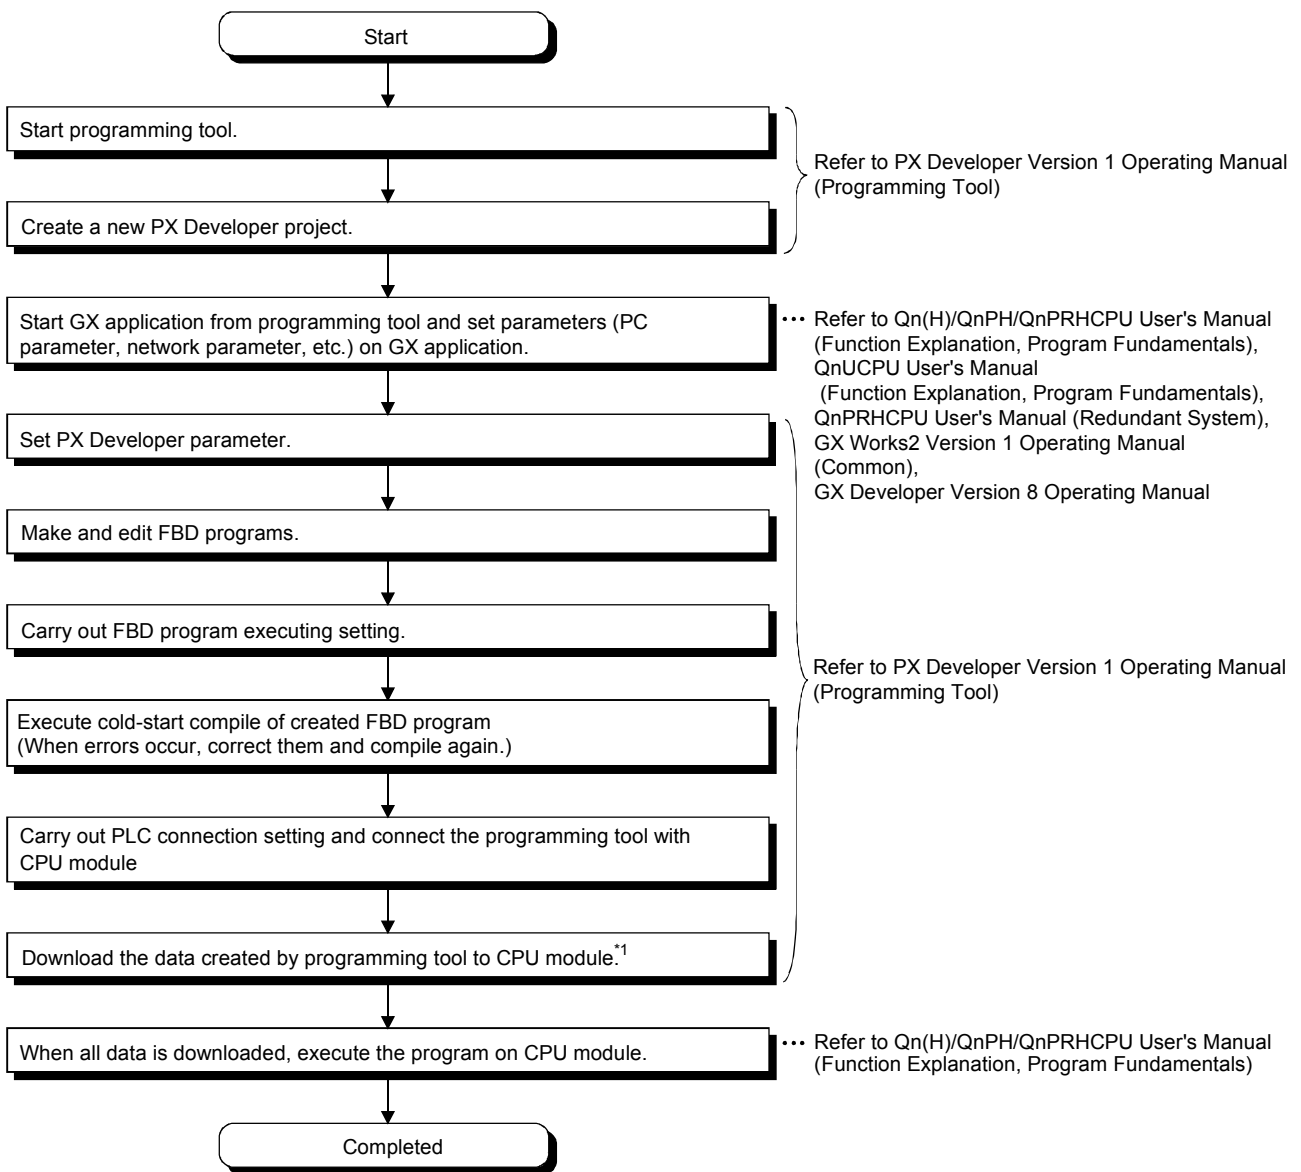 Start
Start programming tool.
Refer to PX Developer Version 1 Operating Manual
(Programming Tool)
Create a new PX Developer project.
Start GX application from programming tool and set parameters (PC
parameter, network parameter, etc.) on GX application.
••• Refer to Qn(H)/QnPH/QnPRHCPU User's Manual
(Function Explanation, Program Fundamentals),
QnUCPU User's Manual
(Function Explanation, Program Fundamentals),
QnPRHCPU User's Manual (Redundant System),
GX Works2 Version 1 Operating Manual
(Common),
GX Developer Version 8 Operating Manual
Set PX Developer parameter.
Make and edit FBD programs.
Carry out FBD program executing setting.
Refer to PX Developer Version 1 Operating Manual
(Programming Tool)
Execute cold-start compile of created FBD program
(When errors occur, correct them and compile again.)
Carry out PLC connection setting and connect the programming tool with
CPU module
Download the data created by programming tool to CPU module.*1
When all data is downloaded, execute the program on CPU module.
••• Refer to Qn(H)/QnPH/QnPRHCPU User's Manual
(Function Explanation, Program Fundamentals)
Completed